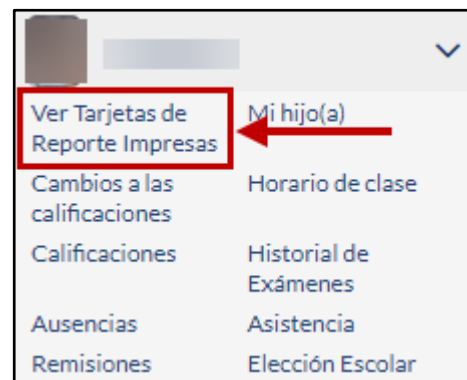 Ver Tarjetas de
Reporte Impresas
Mi hijo(a)
Cambios a las
calificaciones
Horario de clase
Calificaciones
Historial de
Exámenes
Ausencias
Asistencia
Remisiones
Elección Escolar